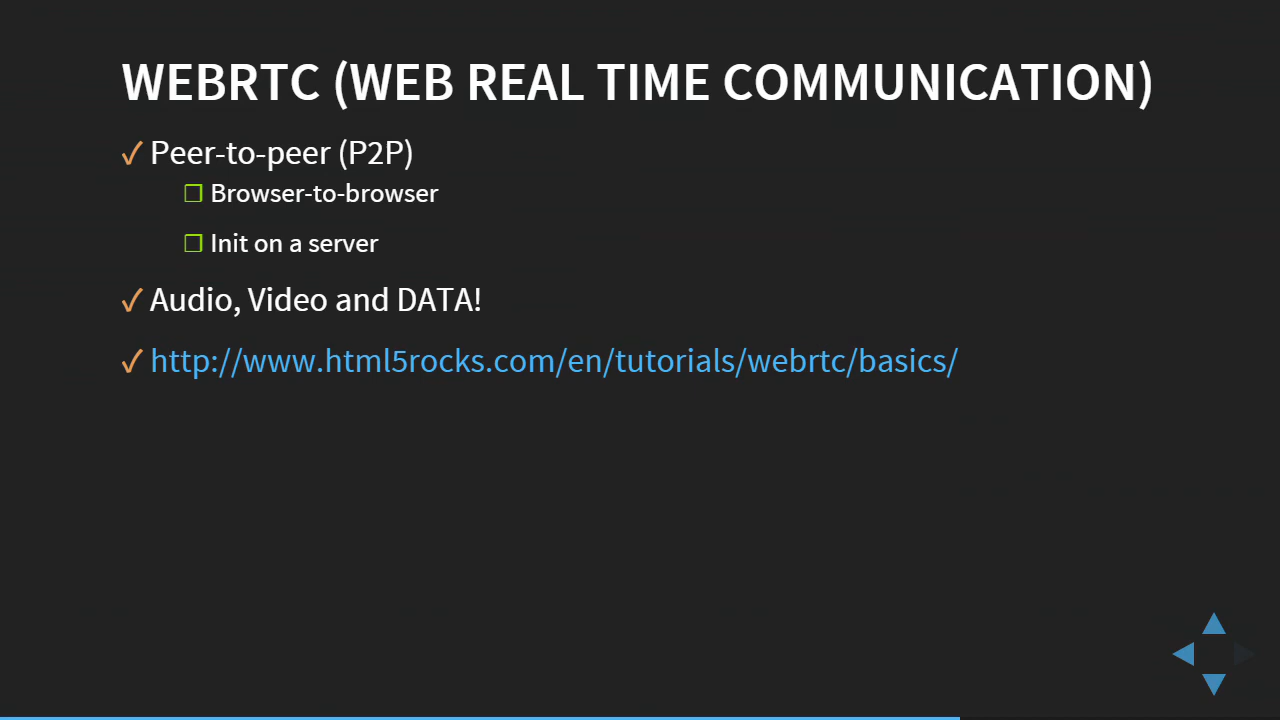 WEBRTC (WEB REAL TIME COMMUNICATION)
✓ Peer-to-peer (P2P)
❐ Browser-to-browser
❐ Init on a server
✓ Audio, Video and DATA!
✓ http://www.html5rocks.com/en/tutorials/webrtc/basics/